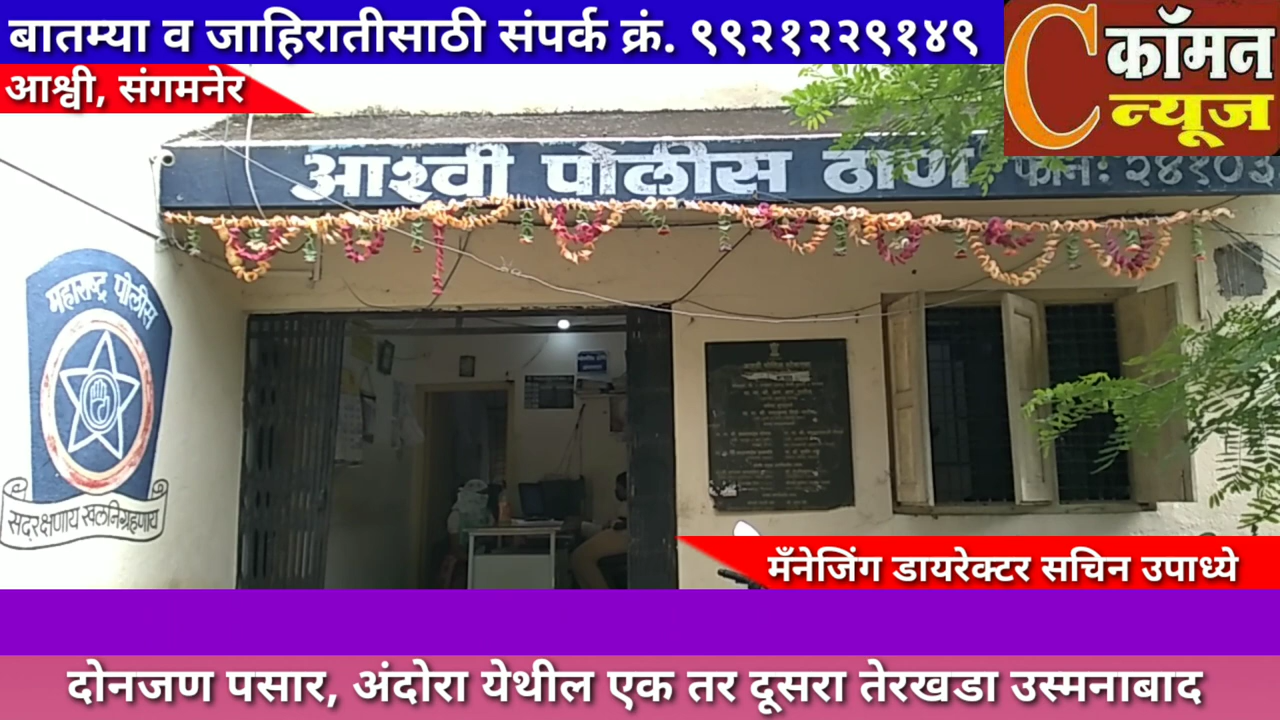 बातम्या व जाहिरातीसाठी संपर्क क्रं. ९९२१२२९१४९
C कॉमन
न्यूज
आश्वी, संगमनेर
आश्वी पोलीस ठाणे फोन: २४१०३
महाराष्ट्र पोलीस
सद्‌रक्षणाय खलनिग्रहणाय
मँनेजिंग डायरेक्टर सचिन उपाध्ये
दोनजण पसार, अंदोरा येथील एक तर दूसरा तेरखडा उस्मनाबाद